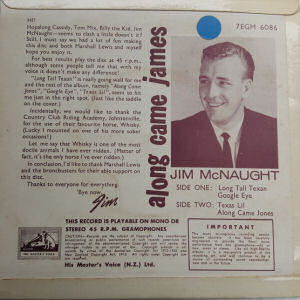 7EGM 6086
Hi!
Hopalong Cassidy, Tom Mix, Billy the Kid, Jim
McNaught—seems to clash a little doesn't it?
Still, I must say we had a lot of fun making
this disc and both Marshall Lewis and myself
hope you enjoy it.
For best results play the disc at 45 r.p.m.,
although some people tell me that with my
voice it doesn't make any difference!
"Long Tall Texan" is really going well for me
and the rest of the album, namely "Along Came
Jones", "Google Eye", "Texas Lil", seem to hit
me just in the right spot. (Just like the saddle
on the cover.)
Incidentally, we would like to thank the
Country Club Riding Academy, Johnsonville,
for the use of their favourite horse, Whisky.
(Lucky I mounted on one of his more sober
occasions!)
Let me say that Whisky is one of the most
docile animals I have ever ridden. (Matter of
fact, it's the only horse I've ever ridden.)
In conclusion, I'd like to thank Marshall Lewis
and the broncobusters for their able support on
this disc.
Thanks to everyone for everything.
'Bye now,
Jim
along came james
JIM McNAUGHT
SIDE ONE: Long Tall Texan
Google Eye
SIDE TWO: Texas Lil
Along Came Jones
THIS RECORD IS PLAYABLE ON MONO OR
STEREO 45 R.P.M. GRAMOPHONES
His Master's Voice (N.Z.) Ltd.
IMPORTANT